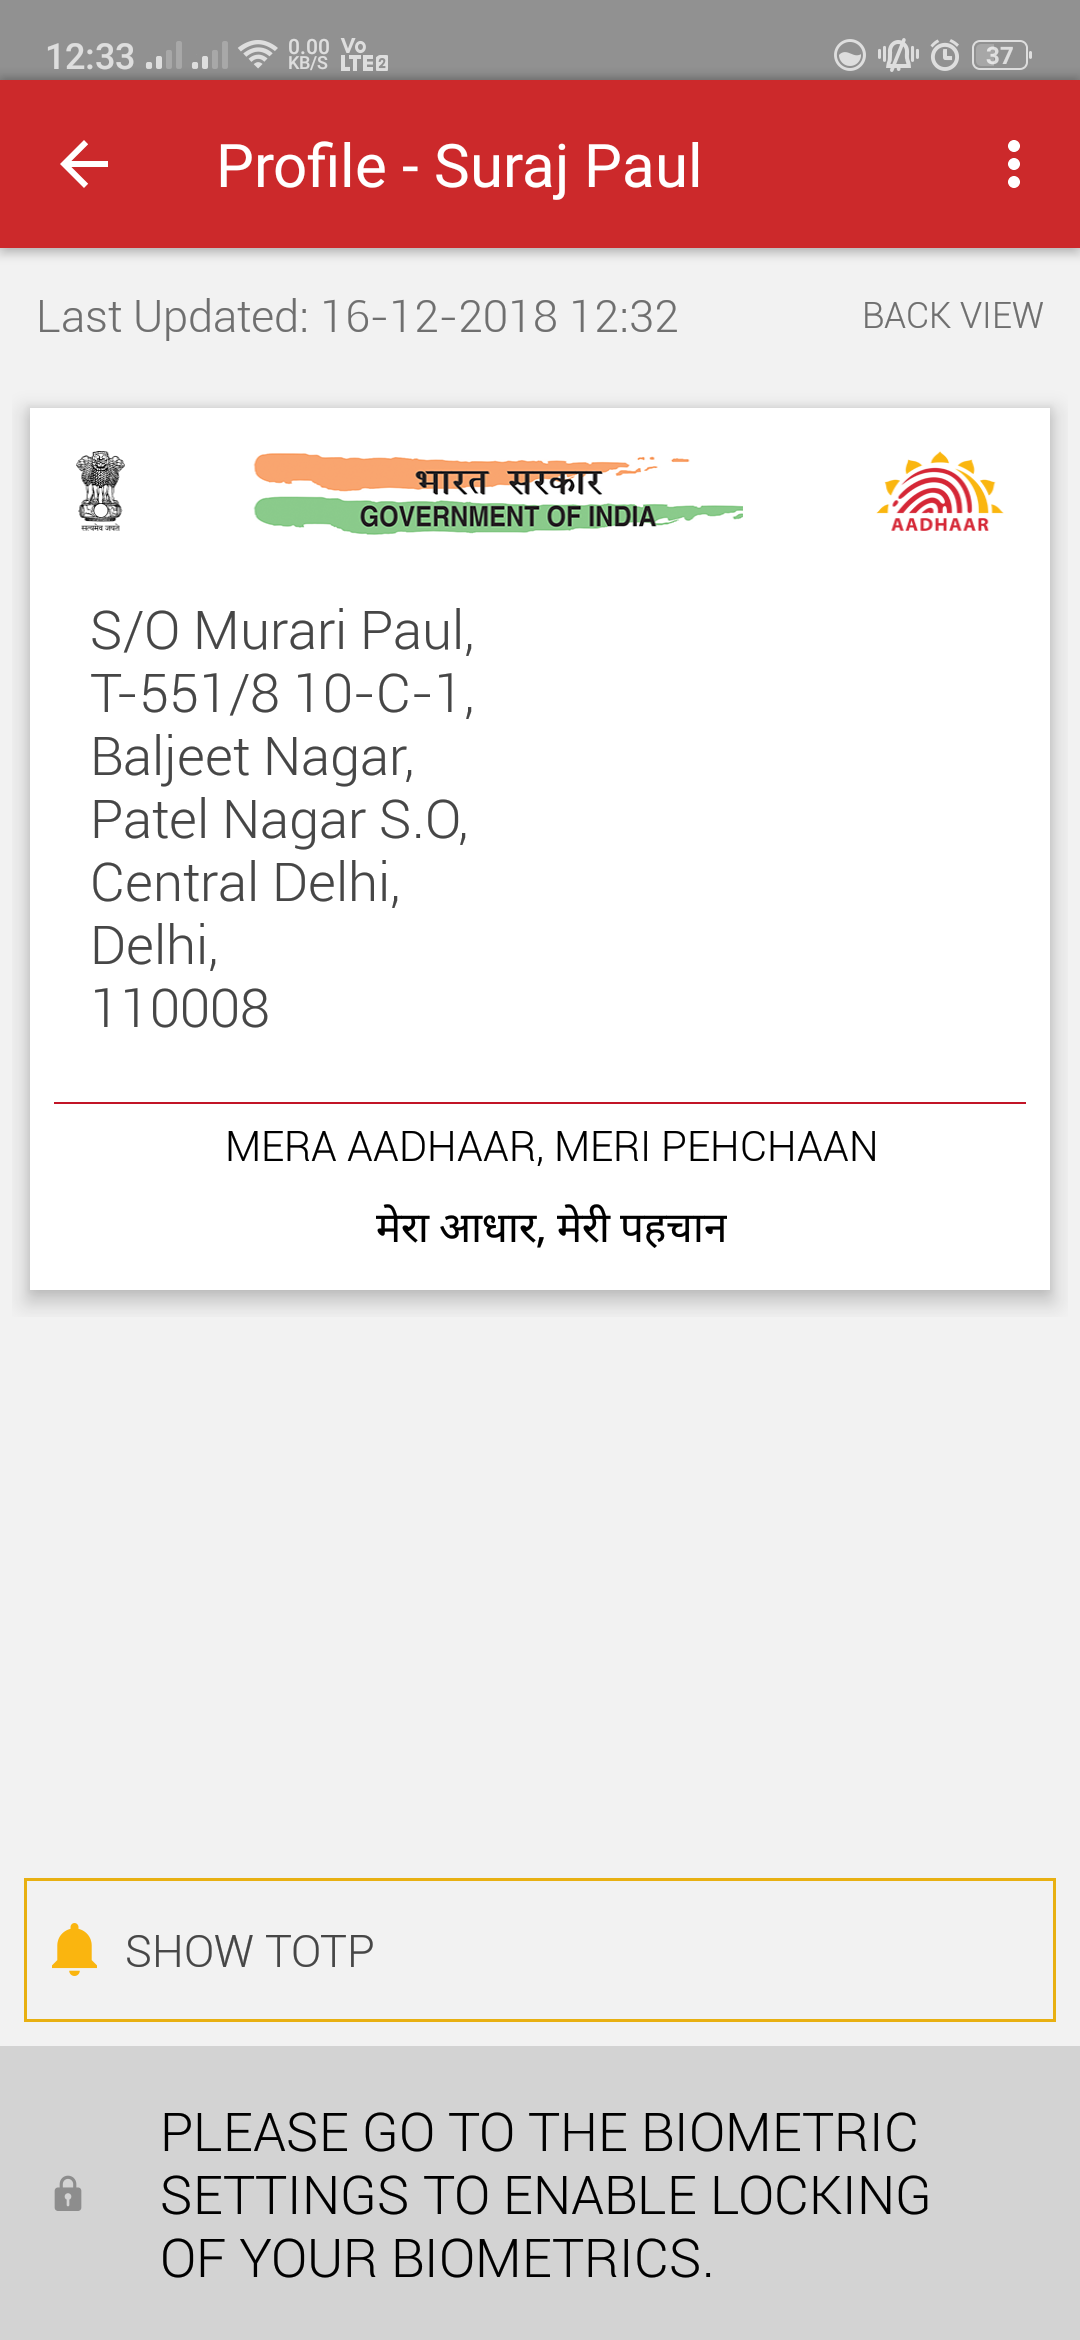 12:33 0.00 KB/S Vo LTE 2 37
Profile - Suraj Paul
Last Updated: 16-12-2018 12:32 BACK VIEW
भारत सरकार
GOVERNMENT OF INDIA
सत्यमेव जयते
AADHAAR
S/O Murari Paul,
T-551/8 10-C-1,
Baljeet Nagar,
Patel Nagar S.O,
Central Delhi,
Delhi,
110008
MERA AADHAAR, MERI PEHCHAAN
मेरा आधार, मेरी पहचान
SHOW TOTP
PLEASE GO TO THE BIOMETRIC
SETTINGS TO ENABLE LOCKING
OF YOUR BIOMETRICS.